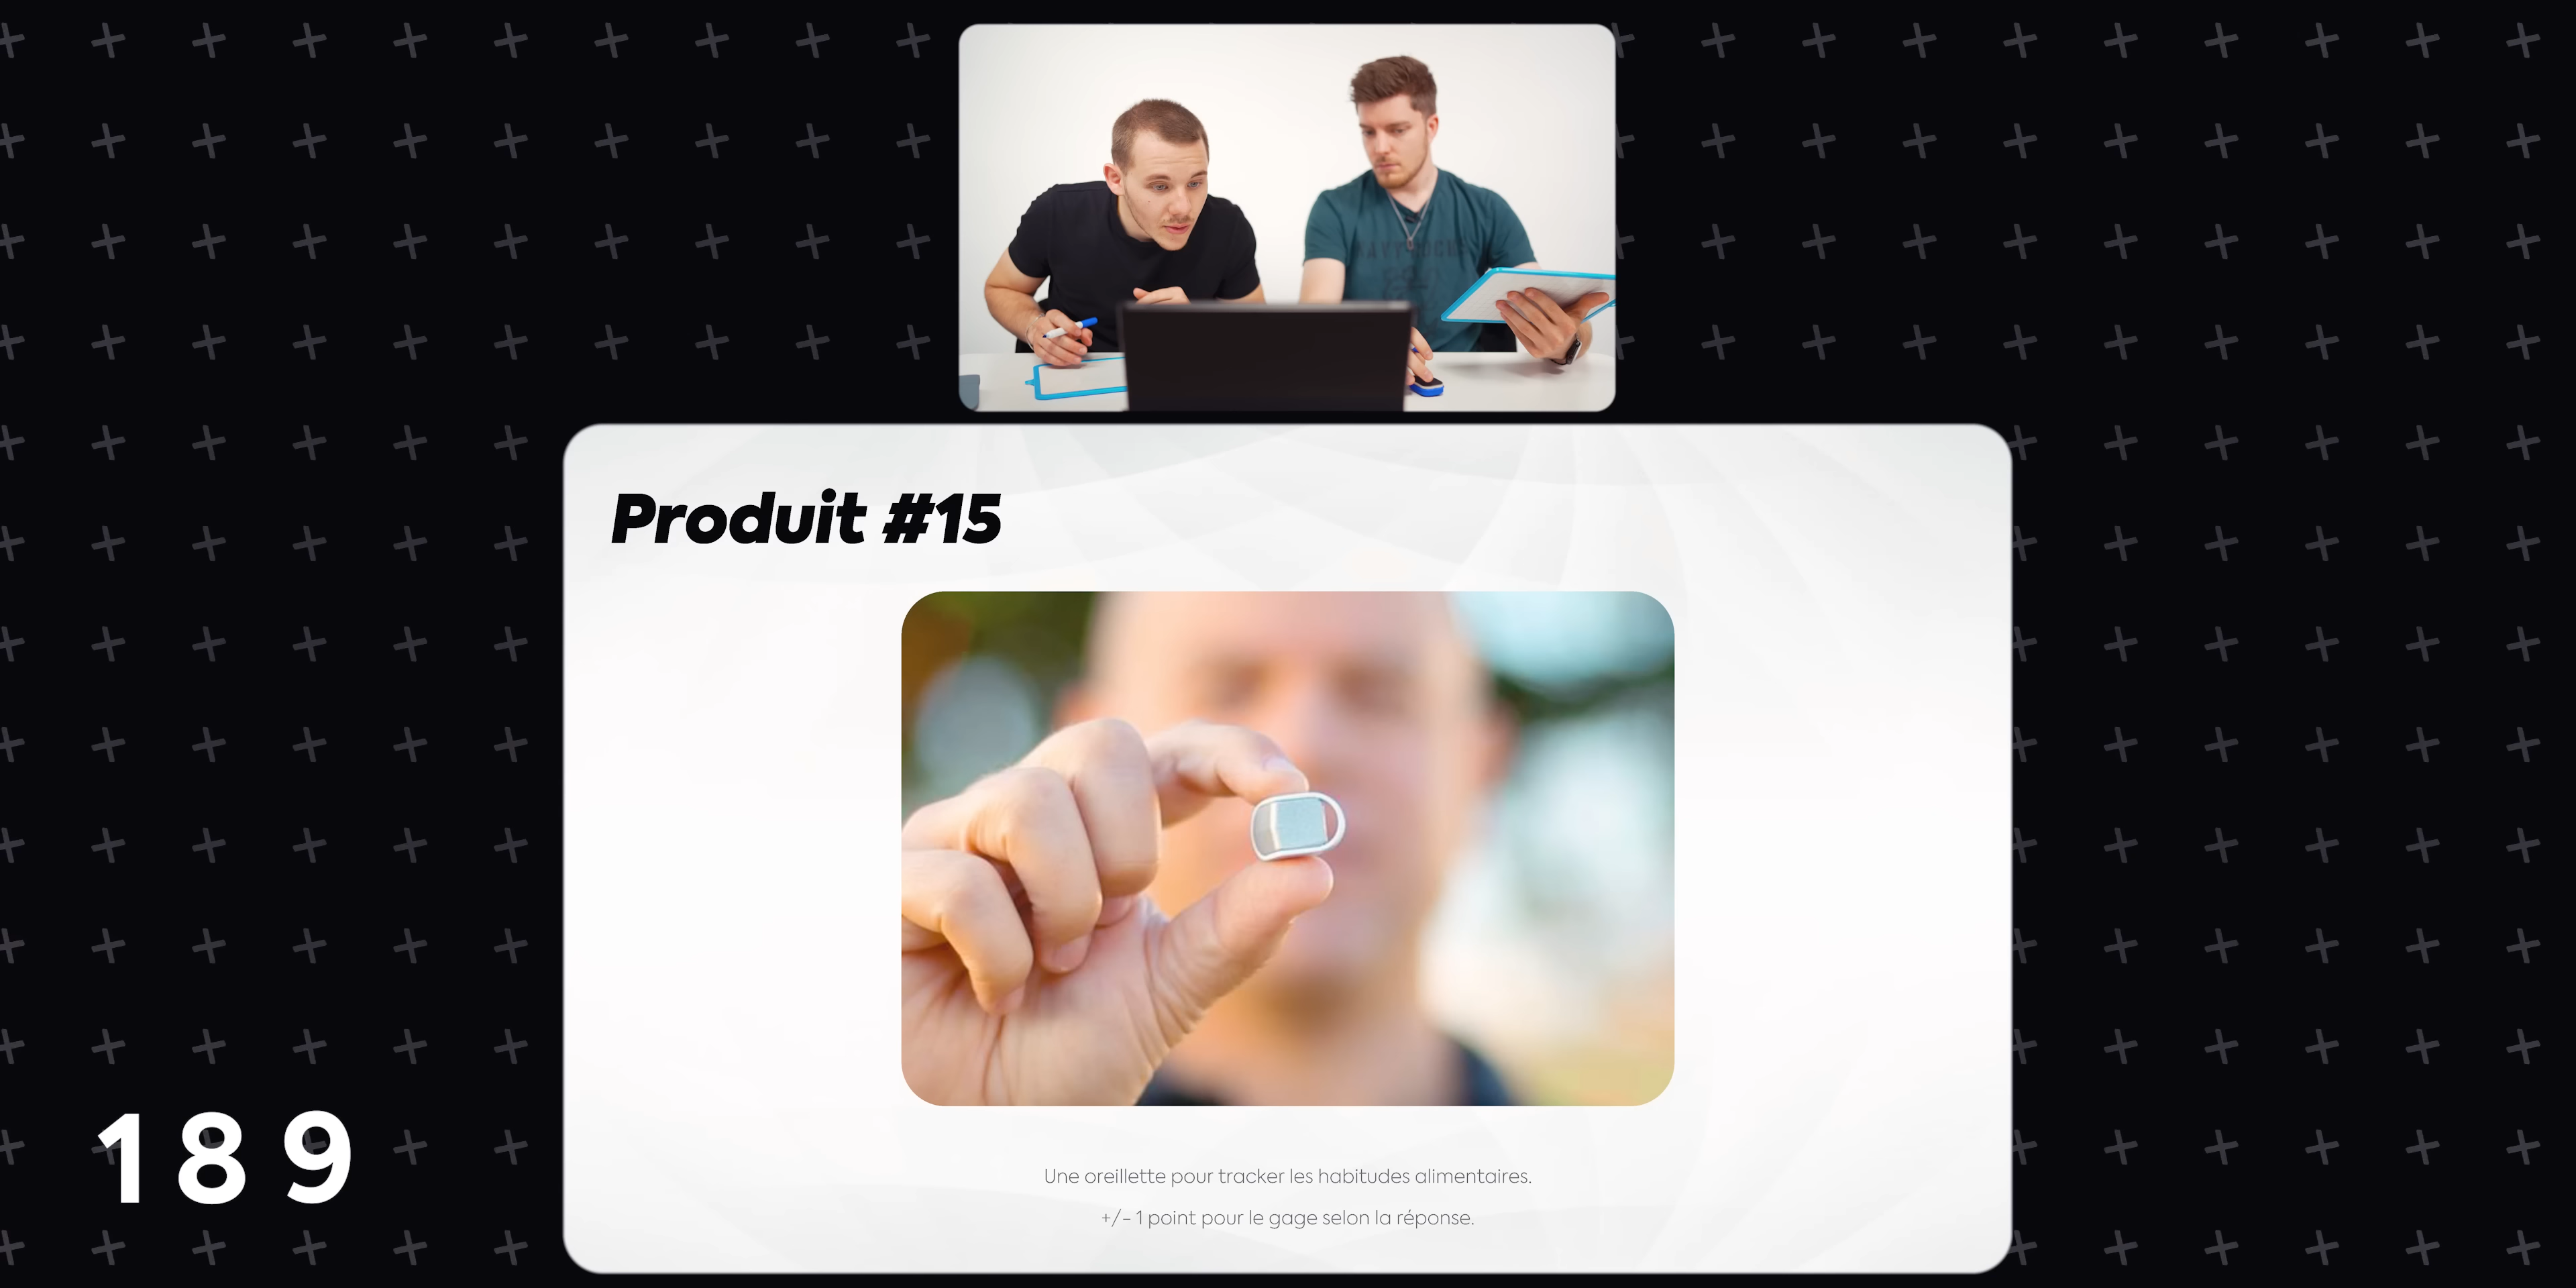 Produit #15
Une oreillette pour tracker les habitudes alimentaires.
+/- 1 point pour le gage selon la réponse.
189